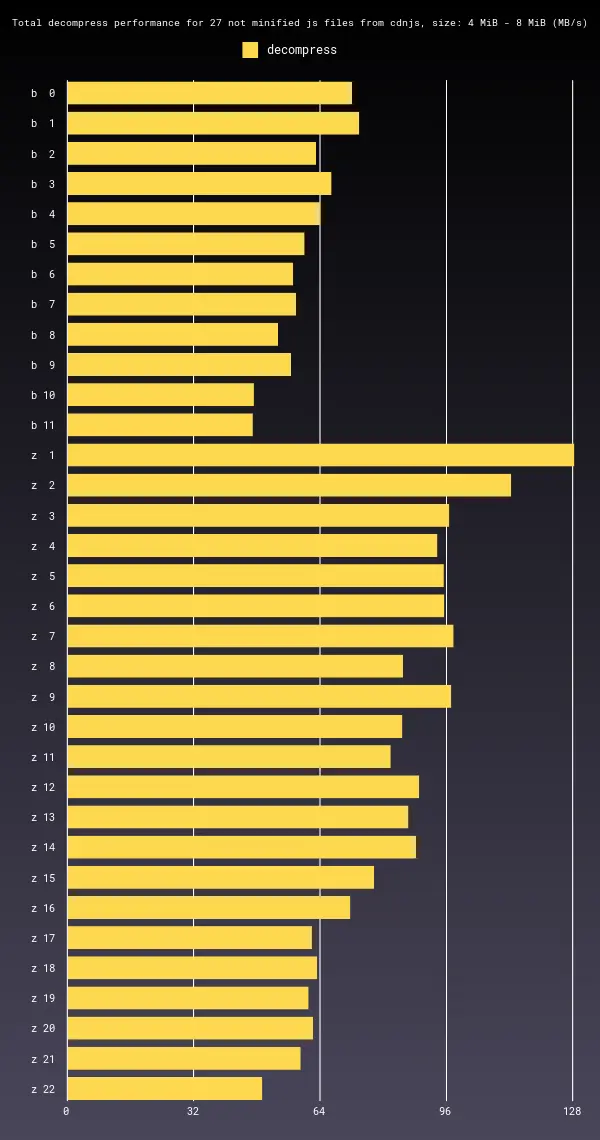 Total decompress performance for 27 not minified js files from cdnjs, size: 4 MiB - 8 MiB (MB/s)
decompress
b 0
b 1
b 2
b 3
b 4
b 5
b 6
b 7
b 8
b 9
b 10
b 11
z 1
z 2
z 3
z 4
z 5
z 6
z 7
z 8
z 9
z 10
z 11
z 12
z 13
z 14
z 15
z 16
z 17
z 18
z 19
z 20
z 21
z 22
0 32 64 96 128